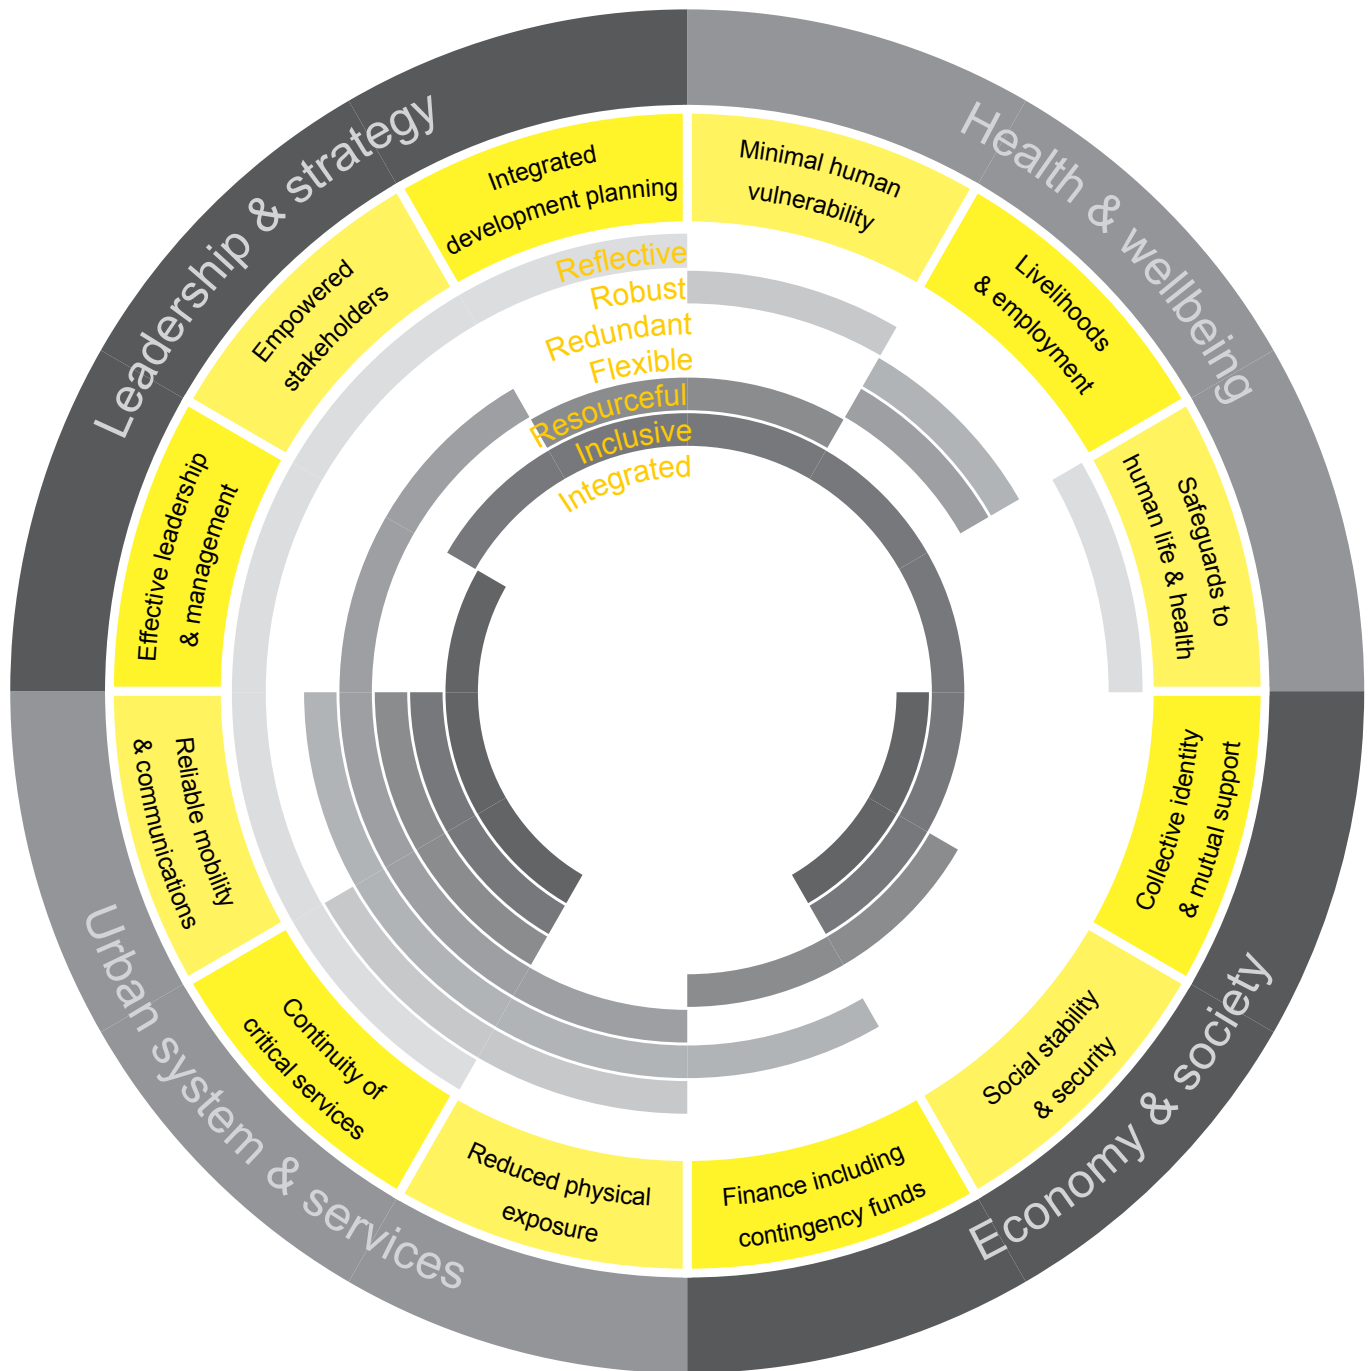 Leadership & strategy
Health & wellbeing
Economy & society
Urban system & services
Integrated
development planning
Minimal human
vulnerability
Livelihoods
& employment
Safeguards to
human life & health
Collective identity
& mutual support
Social stability
& security
Finance including
contingency funds
Reduced physical
exposure
Continuity of
critical services
Reliable mobility
& communications
Effective leadership
& management
Empowered
stakeholders
Reflective
Robust
Redundant
Flexible
Resourceful
Inclusive
Integrated